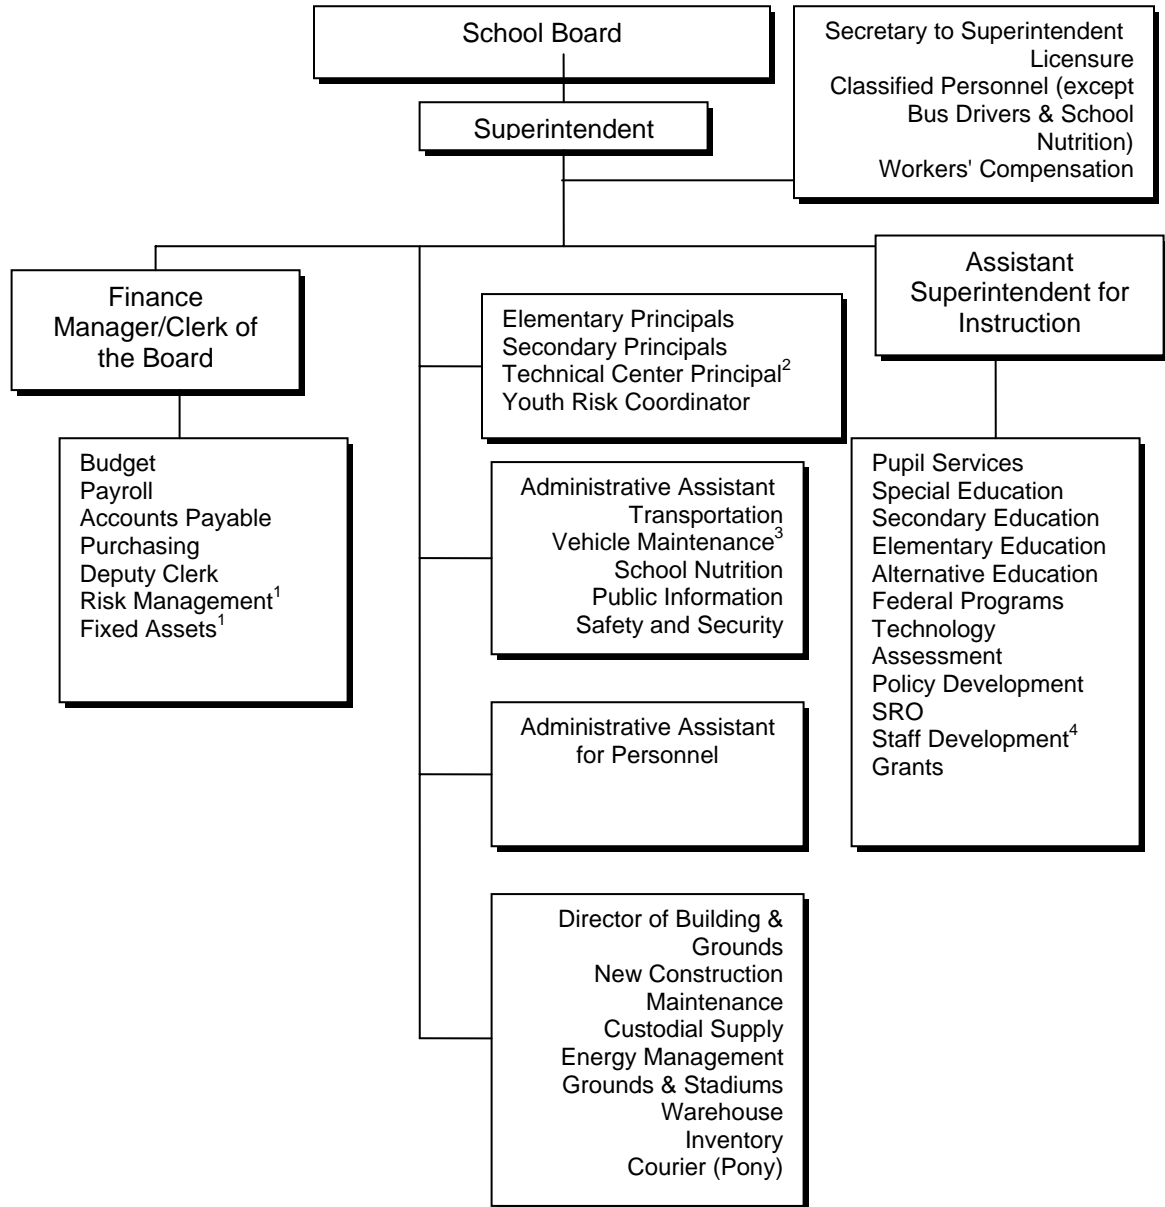 School Board
Secretary to Superintendent
Licensure
Classified Personnel (except
Bus Drivers & School
Nutrition)
Workers' Compensation
Superintendent
Finance
Manager/Clerk of
the Board
Assistant
Superintendent for
Instruction
Elementary Principals
Secondary Principals
Technical Center Principal2
Youth Risk Coordinator
Budget
Payroll
Accounts Payable
Purchasing
Deputy Clerk
Risk Management1
Fixed Assets1
Administrative Assistant
Transportation
Vehicle Maintenance3
School Nutrition
Public Information
Safety and Security
Pupil Services
Special Education
Secondary Education
Elementary Education
Alternative Education
Federal Programs
Technology
Assessment
Policy Development
SRO
Staff Development4
Grants
Administrative Assistant
for Personnel
Director of Building &
Grounds
New Construction
Maintenance
Custodial Supply
Energy Management
Grounds & Stadiums
Warehouse
Inventory
Courier (Pony)